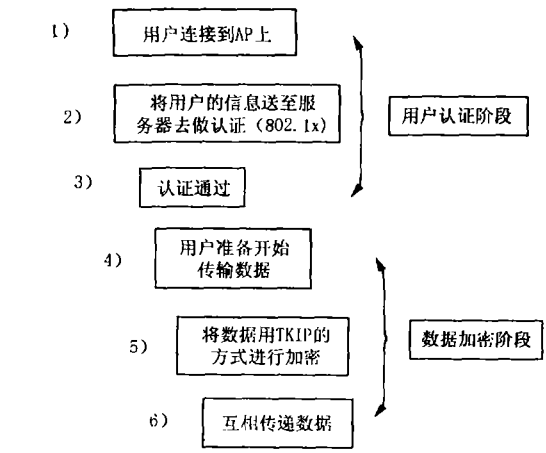 1) 用户连接到AP上
2) 将用户的信息送至服
务器去做认证(802.1x)
用户认证阶段
3) 认证通过
4) 用户准备开始
传输数据
5) 将数据用TKIP的
方式进行加密
数据加密阶段
6) 互相传递数据